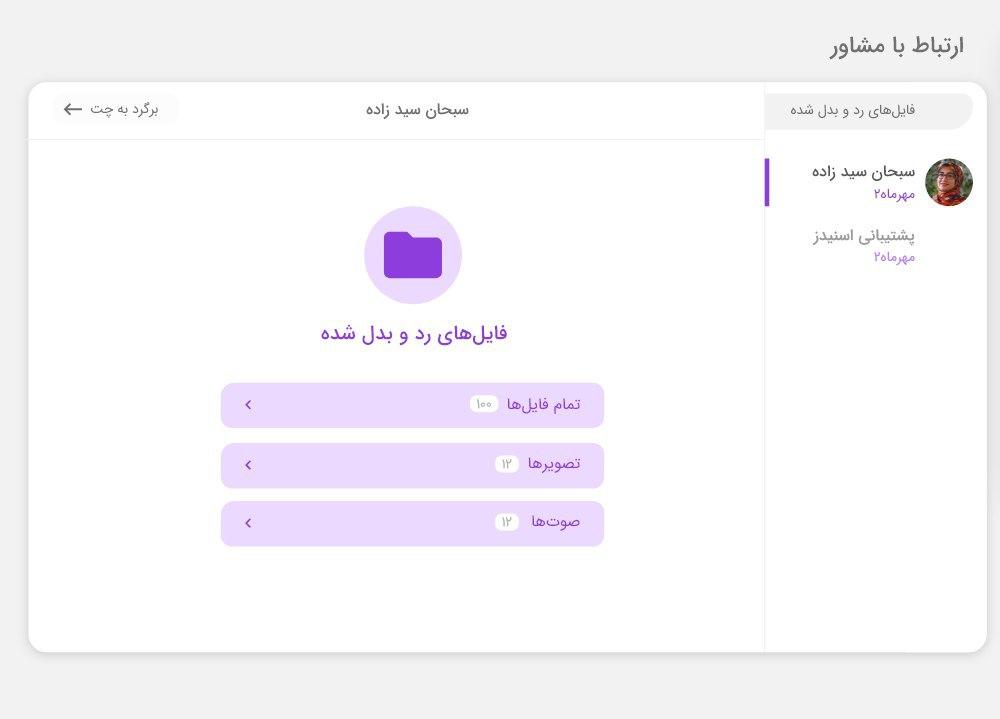 ارتباط با مشاور
فایل‌های رد و بدل شده
سبحان سید زاده
مهرماه۲
پشتیبانی اسنیدز
مهرماه۲
سبحان سید زاده
برگرد به چت
فایل‌های رد و بدل شده
تمام فایل‌ها ۱۰۰
تصویرها ۱۲
صوت‌ها ۱۲